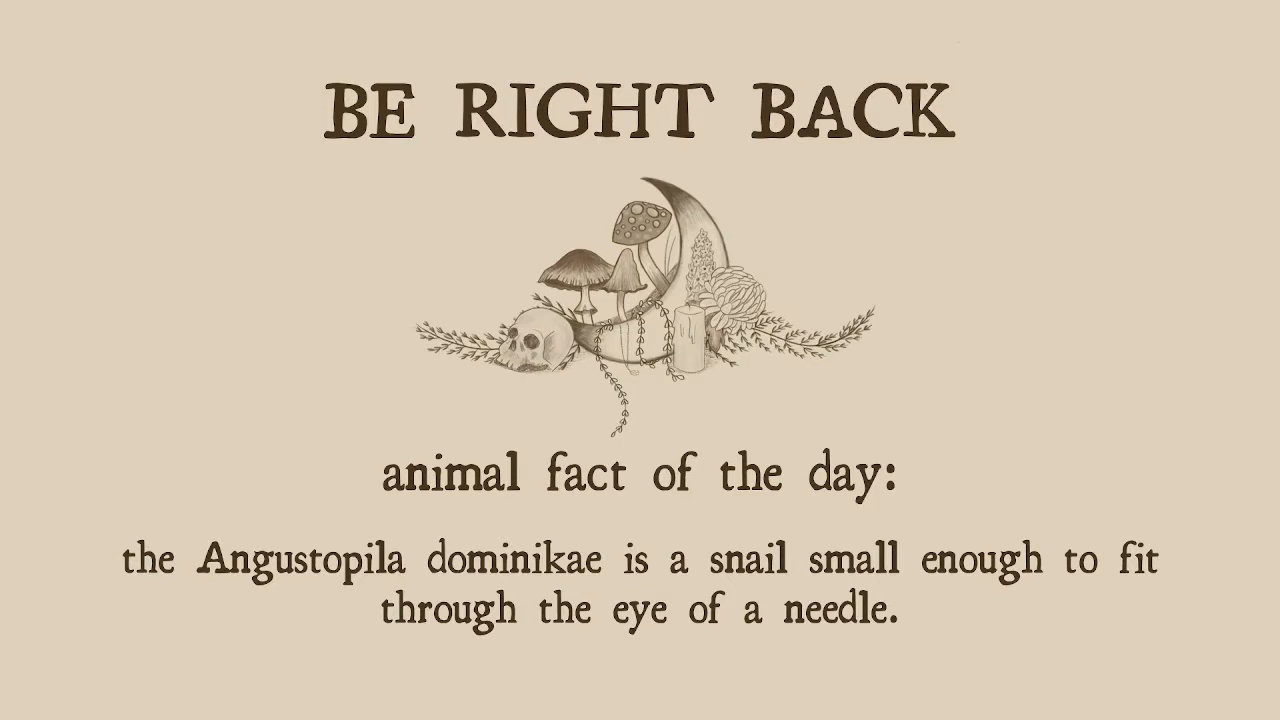 BE RIGHT BACK
animal fact of the day:
the Angustopila dominikae is a snail small enough to fit
through the eye of a needle.